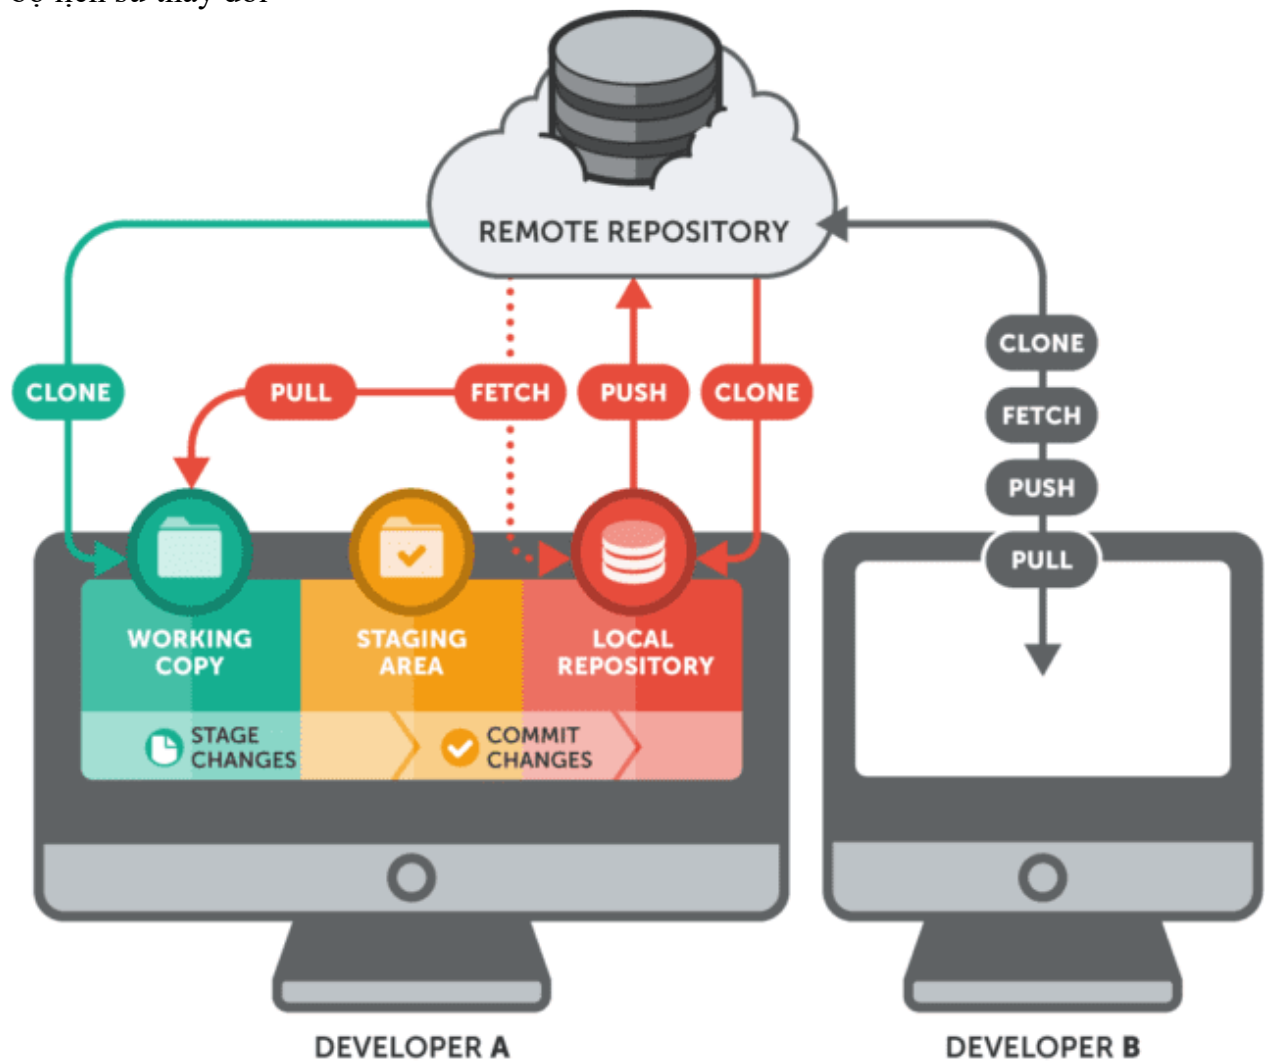 REMOTE REPOSITORY
CLONE
PULL
FETCH
PUSH
CLONE
CLONE
FETCH
PUSH
PULL
WORKING
COPY
STAGING
AREA
LOCAL
REPOSITORY
STAGE
CHANGES
COMMIT
CHANGES
DEVELOPER A
DEVELOPER B